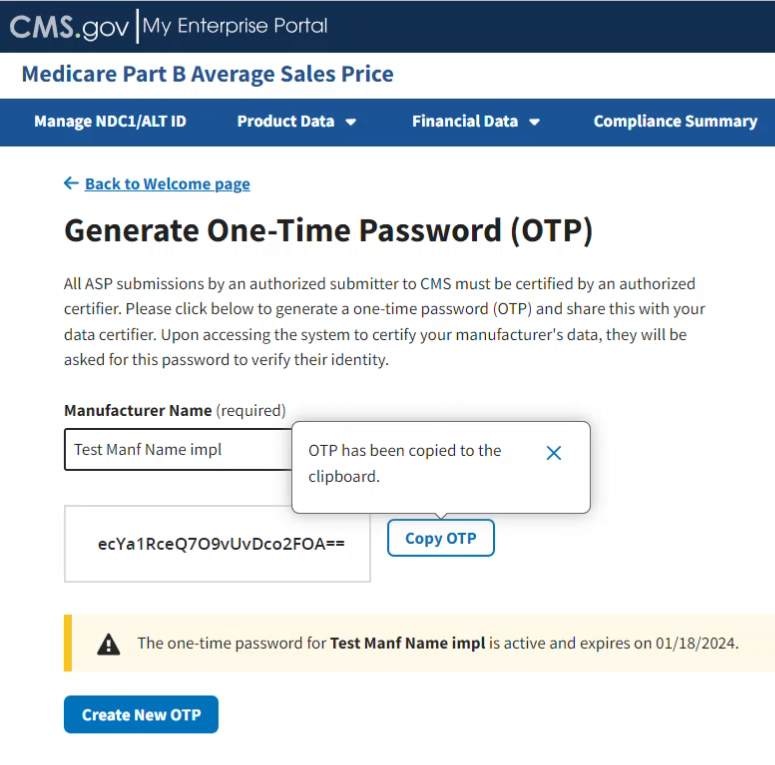 CMS.gov My Enterprise Portal
Medicare Part B Average Sales Price
Manage NDC1/ALT ID Product Data Financial Data Compliance Summary
Back to Welcome page
Generate One-Time Password (OTP)
All ASP submissions by an authorized submitter to CMS must be certified by an authorized
certifier. Please click below to generate a one-time password (OTP) and share this with your
data certifier. Upon accessing the system to certify your manufacturer's data, they will be
asked for this password to verify their identity.
Manufacturer Name (required)
Test Manf Name impl
OTP has been copied to the
clipboard.
ecYa1RceQ7O9vUvDco2FOA==
Copy OTP
The one-time password for Test Manf Name impl is active and expires on 01/18/2024.
Create New OTP